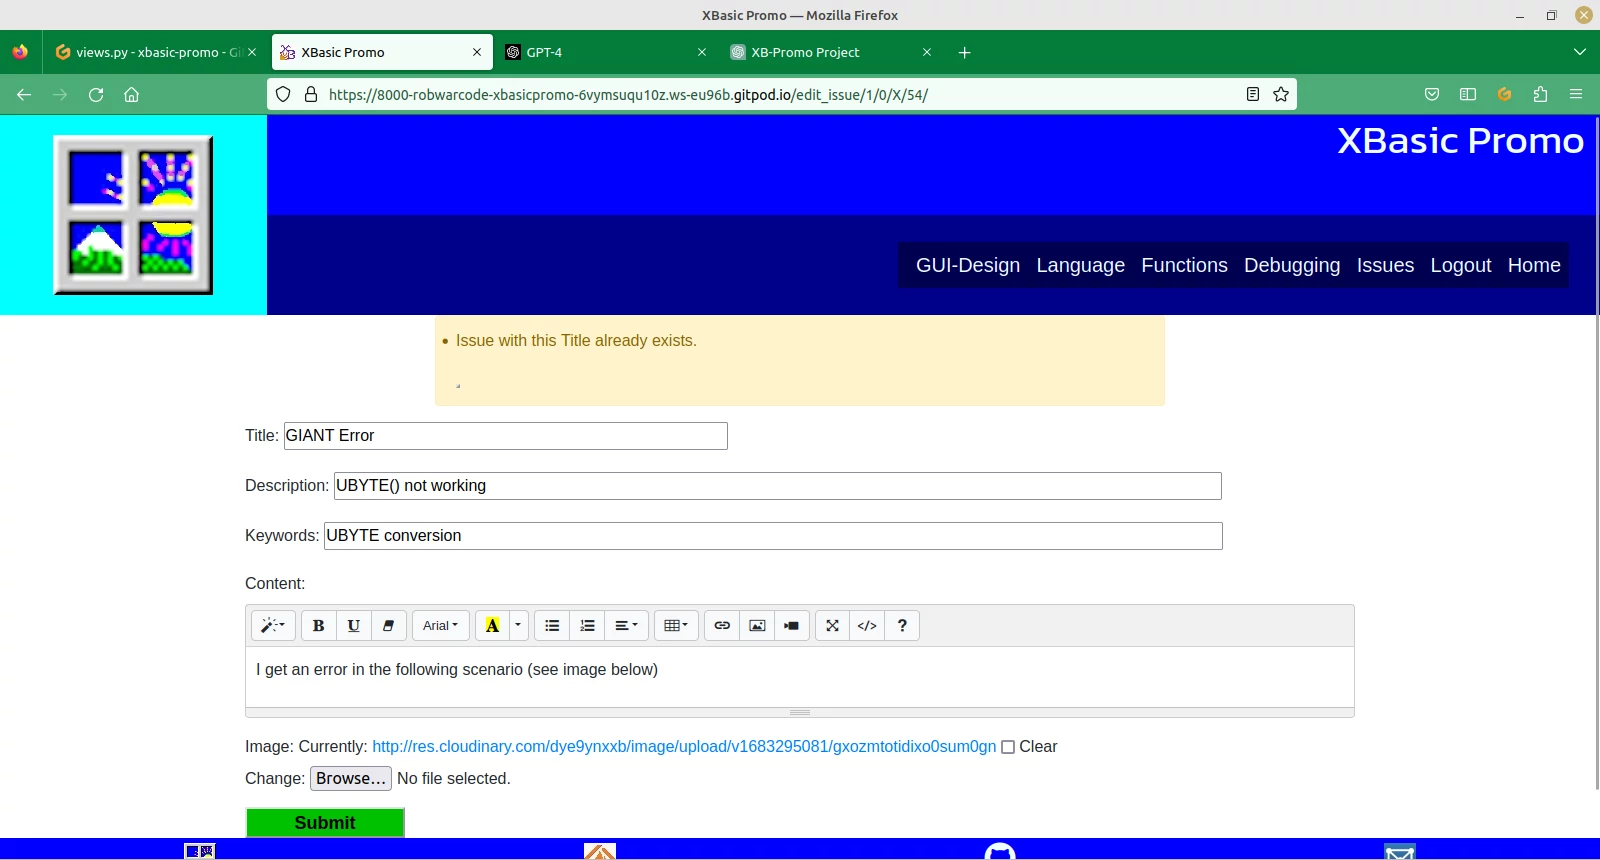 XBasic Promo — Mozilla Firefox
views.py - xbasic-promo - Gi
XBasic Promo
GPT-4
XB-Promo Project
https://8000-robwarcode-xbasicpromo-6vymsuqu10z.ws-eu96b.gitpod.io/edit_issue/1/0/X/54/
XBasic Promo
GUI-Design Language Functions Debugging Issues Logout Home
• Issue with this Title already exists.
Title: GIANT Error
Description: UBYTE() not working
Keywords: UBYTE conversion
Content:
B U Arial A </> ?
I get an error in the following scenario (see image below)
Image: Currently: http://res.cloudinary.com/dye9ynxxb/image/upload/v1683295081/gxozmtotidixo0sum0gn Clear
Change: Browse... No file selected.
Submit